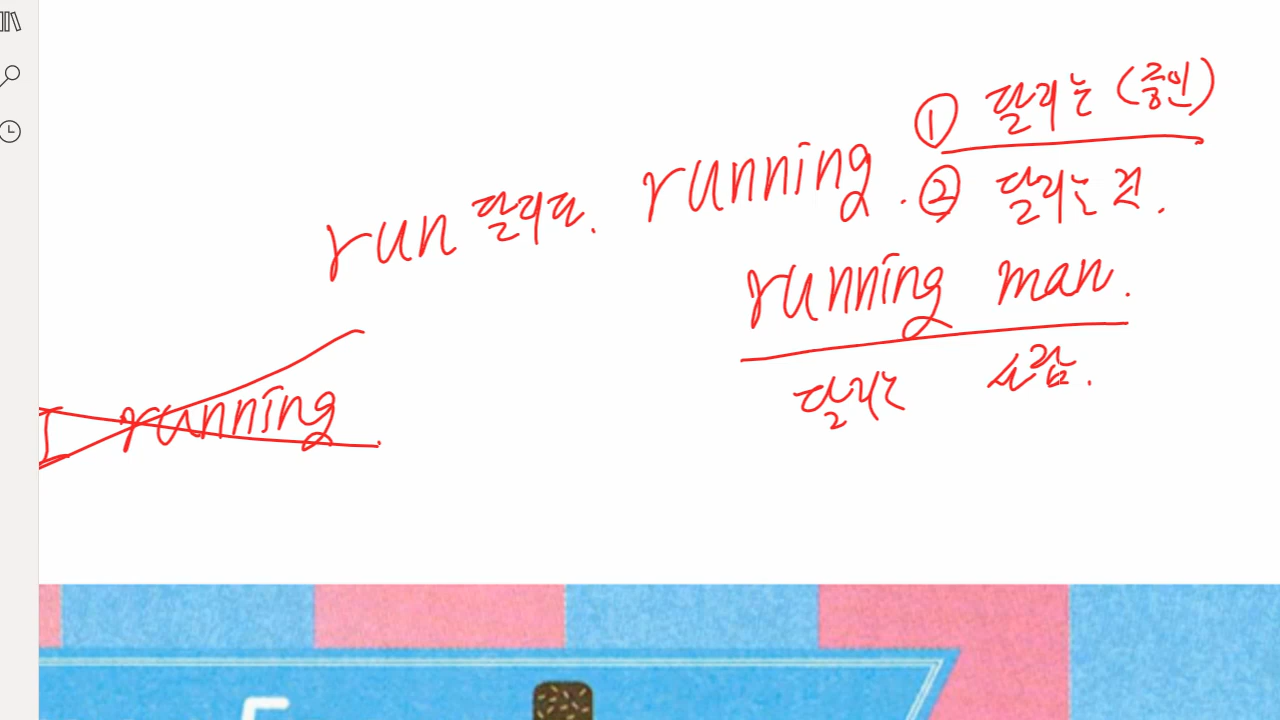 ① 달리는 (중인)
run 달리다. running. ② 달리는 것.
running man.
달리는 사람.
running